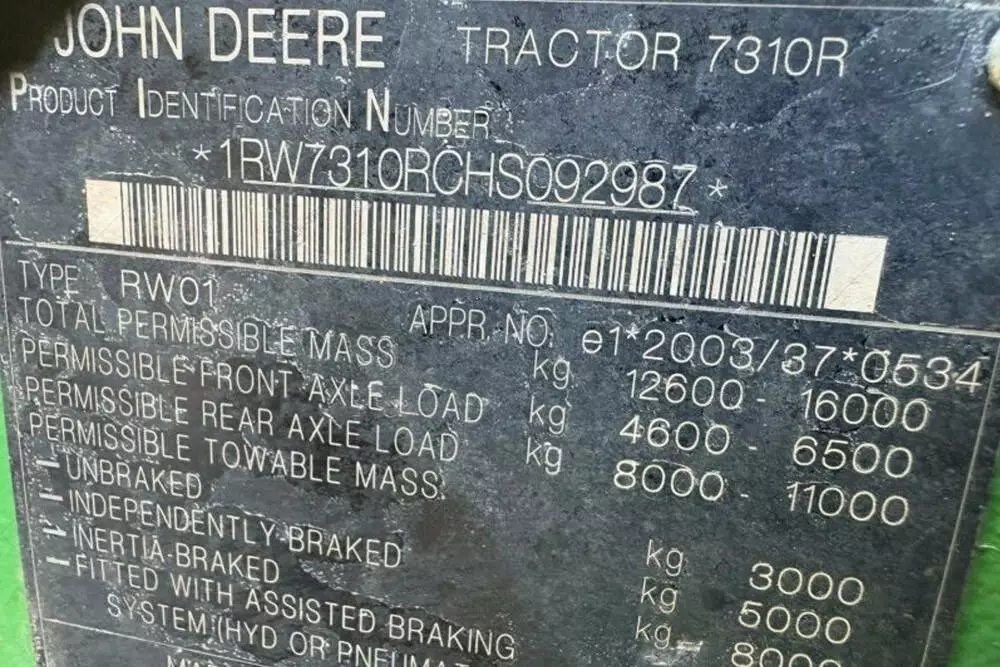 JOHN DEERE TRACTOR 7310R
PRODUCT IDENTIFICATION NUMBER
*1RW7310RCHS092987*
TYPE RW01 APPR. NO. e1*2003/37*0534
TOTAL PERMISSIBLE MASS kg 12600 - 16000
PERMISSIBLE FRONT AXLE LOAD kg 4600 - 6500
PERMISSIBLE REAR AXLE LOAD kg 8000 - 11000
PERMISSIBLE TOWABLE MASS
- UNBRAKED kg 3000
- INDEPENDENTLY BRAKED kg 5000
- INERTIA BRAKED kg 8000
- FITTED WITH ASSISTED BRAKING
SYSTEM (HYD OR